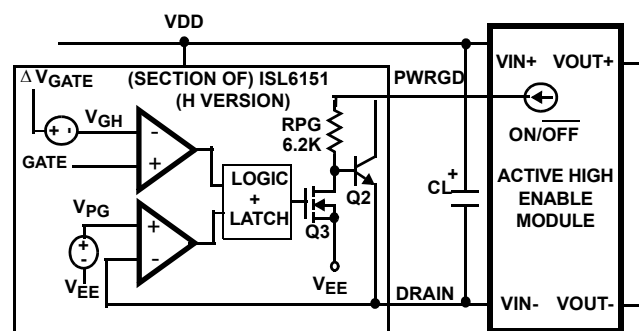 VDD
(SECTION OF) ISL6151
(H VERSION)
Δ VGATE
+ -
VGH
GATE
-
+
VPG
+
-
VEE
+
-
LOGIC
+
LATCH
RPG
6.2K
Q2
Q3
VEE
PWRGD
DRAIN
CL
+
VIN+ VOUT+
ON/OFF
ACTIVE HIGH
ENABLE
MODULE
VIN- VOUT-